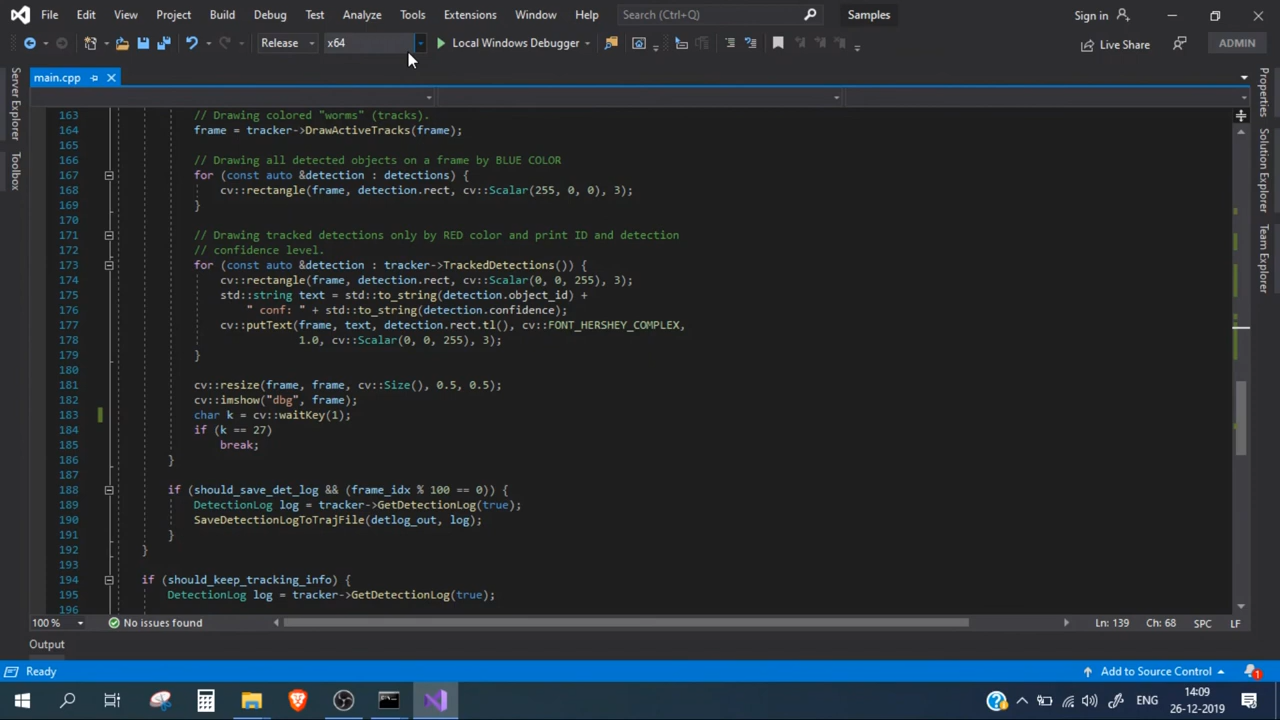 File Edit View Project Build Debug Test Analyze Tools Extensions Window Help Search (Ctrl+Q) Samples Sign in
Release x64 Local Windows Debugger Live Share ADMIN
main.cpp
Server Explorer
Toolbox
Properties
Solution Explorer
Team Explorer
163 // Drawing colored "worms" (tracks).
164 frame = tracker->DrawActiveTracks(frame);
165
166 // Drawing all detected objects on a frame by BLUE COLOR
167 for (const auto &detection : detections) {
168 cv::rectangle(frame, detection.rect, cv::Scalar(255, 0, 0), 3);
169 }
170
171 // Drawing tracked detections only by RED color and print ID and detection
172 // confidence level.
173 for (const auto &detection : tracker->TrackedDetections()) {
174 cv::rectangle(frame, detection.rect, cv::Scalar(0, 0, 255), 3);
175 std::string text = std::to_string(detection.object_id) +
176 " conf: " + std::to_string(detection.confidence);
177 cv::putText(frame, text, detection.rect.tl(), cv::FONT_HERSHEY_COMPLEX,
178 1.0, cv::Scalar(0, 0, 255), 3);
179 }
180
181 cv::resize(frame, frame, cv::Size(), 0.5, 0.5);
182 cv::imshow("dbg", frame);
183 char k = cv::waitKey(1);
184 if (k == 27)
185 break;
186 }
187
188 if (should_save_det_log && (frame_idx % 100 == 0)) {
189 DetectionLog log = tracker->GetDetectionLog(true);
190 SaveDetectionLogToTrajFile(detlog_out, log);
191 }
192 }
193
194 if (should_keep_tracking_info) {
195 DetectionLog log = tracker->GetDetectionLog(true);
196
100 % No issues found Ln: 139 Ch: 68 SPC LF
Output
Ready Add to Source Control 1
ENG 14:09
26-12-2019